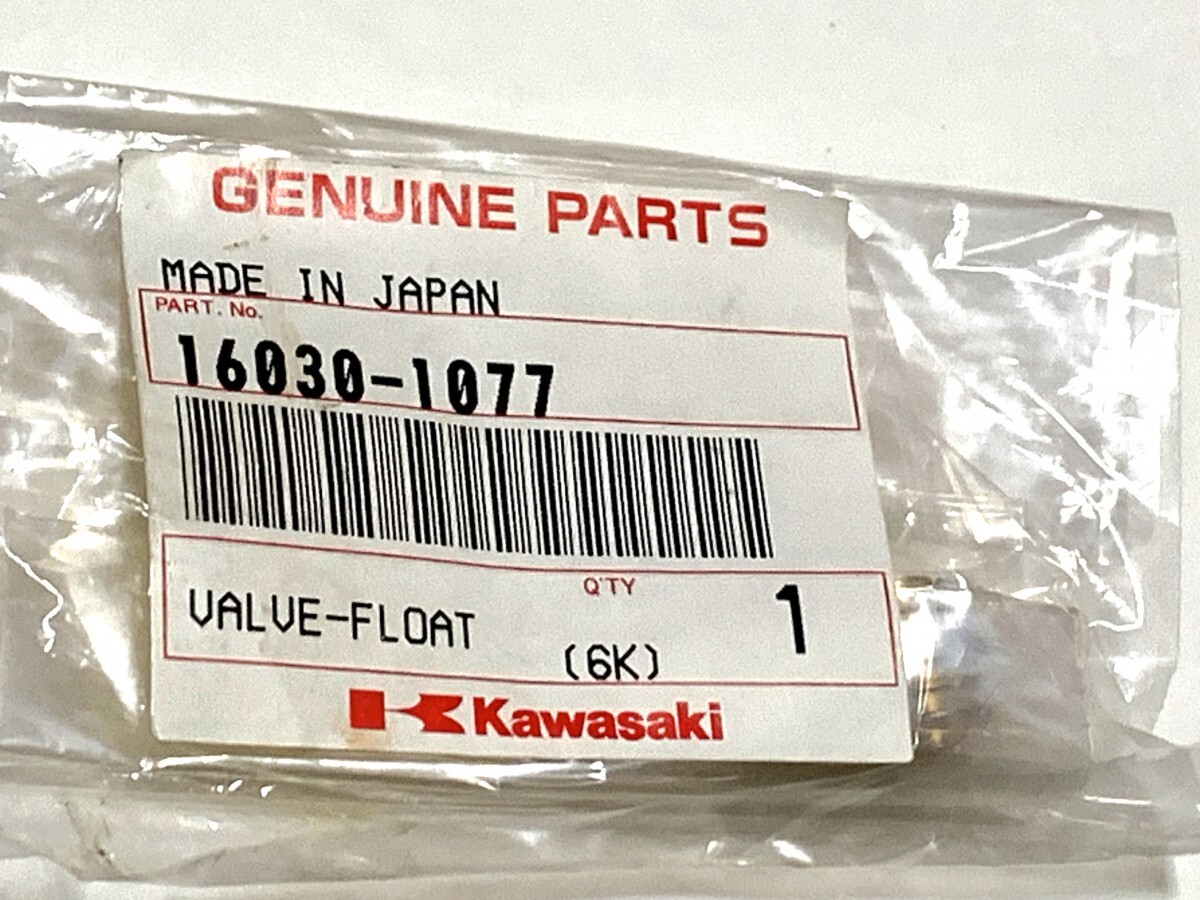 GENUINE PARTS
MADE IN JAPAN
PART. No.
16030-1077
Q'TY
VALVE-FLOAT 1
(6K)
Kawasaki